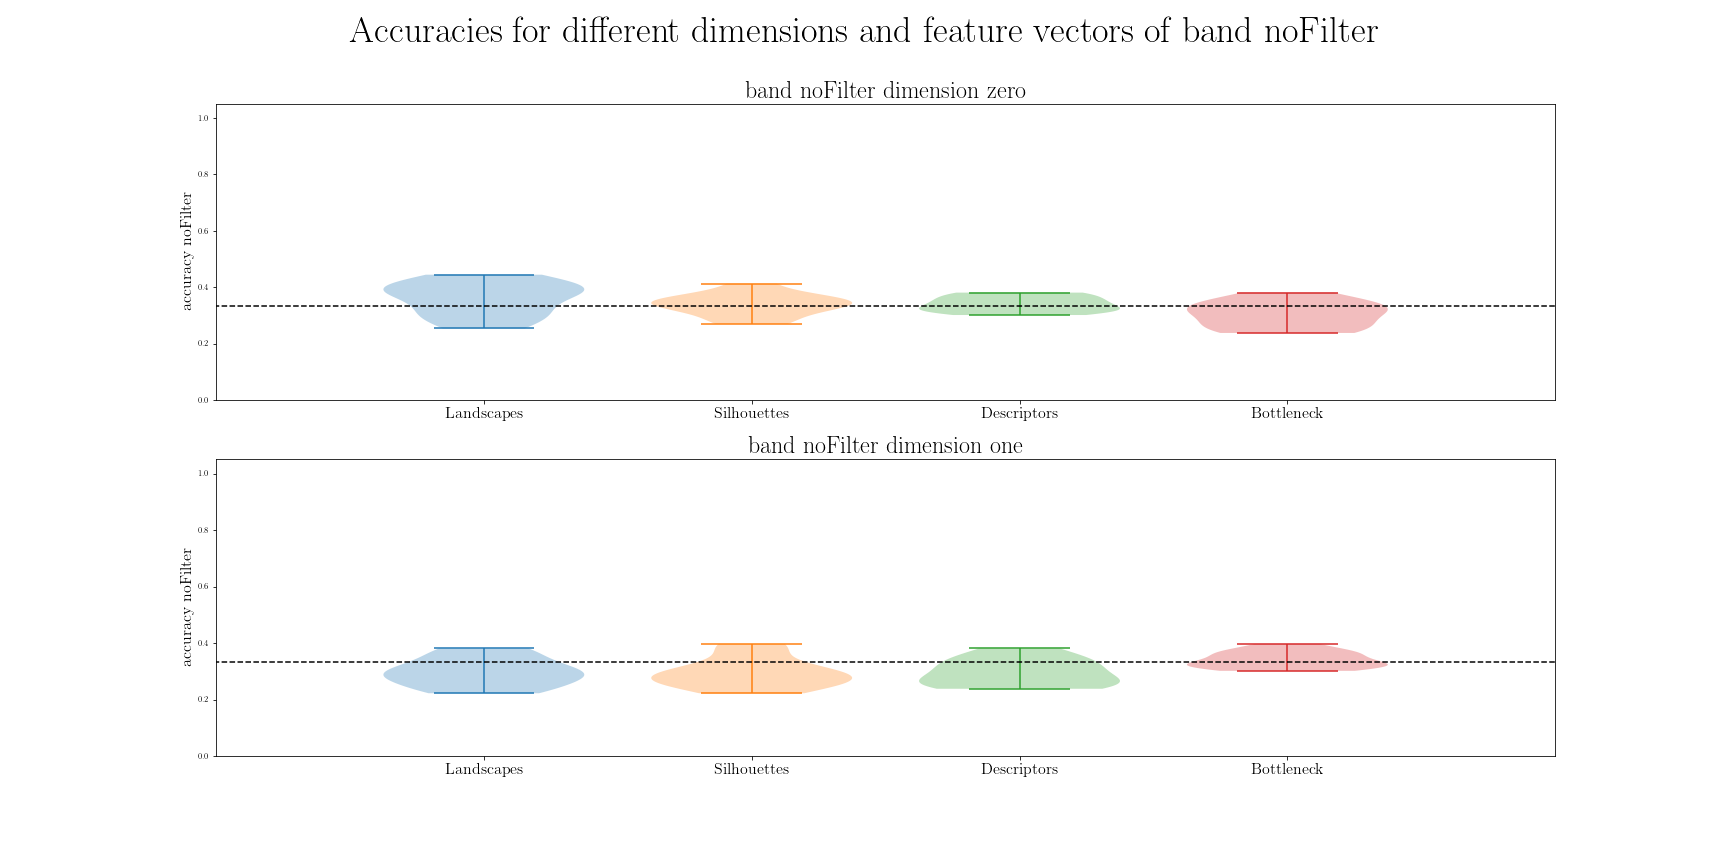 Accuracies for different dimensions and feature vectors of band noFilter
band noFilter dimension zero
accuracy noFilter
1.0
0.8
0.6
0.4
0.2
0.0
Landscapes Silhouettes Descriptors Bottleneck
band noFilter dimension one
accuracy noFilter
1.0
0.8
0.6
0.4
0.2
0.0
Landscapes Silhouettes Descriptors Bottleneck